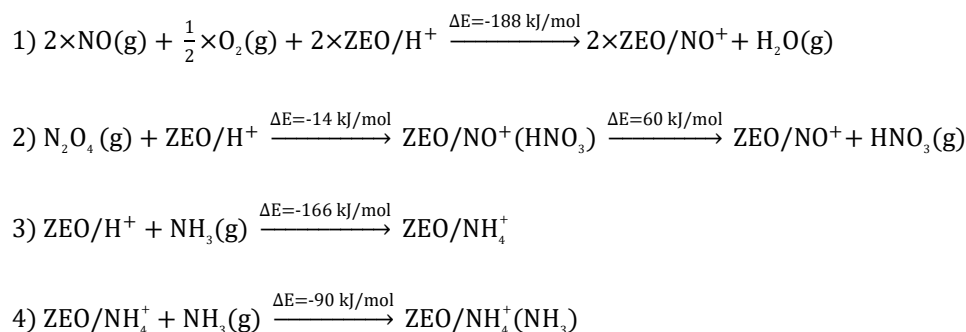 1) 2×NO(g) + 1/2 ×O₂(g) + 2×ZEO/H⁺ —ΔE=-188 kJ/mol→ 2×ZEO/NO⁺ + H₂O(g)
2) N₂O₄(g) + ZEO/H⁺ —ΔE=-14 kJ/mol→ ZEO/NO⁺(HNO₃) —ΔE=60 kJ/mol→ ZEO/NO⁺ + HNO₃(g)
3) ZEO/H⁺ + NH₃(g) —ΔE=-166 kJ/mol→ ZEO/NH₄⁺
4) ZEO/NH₄⁺ + NH₃(g) —ΔE=-90 kJ/mol→ ZEO/NH₄⁺(NH₃)